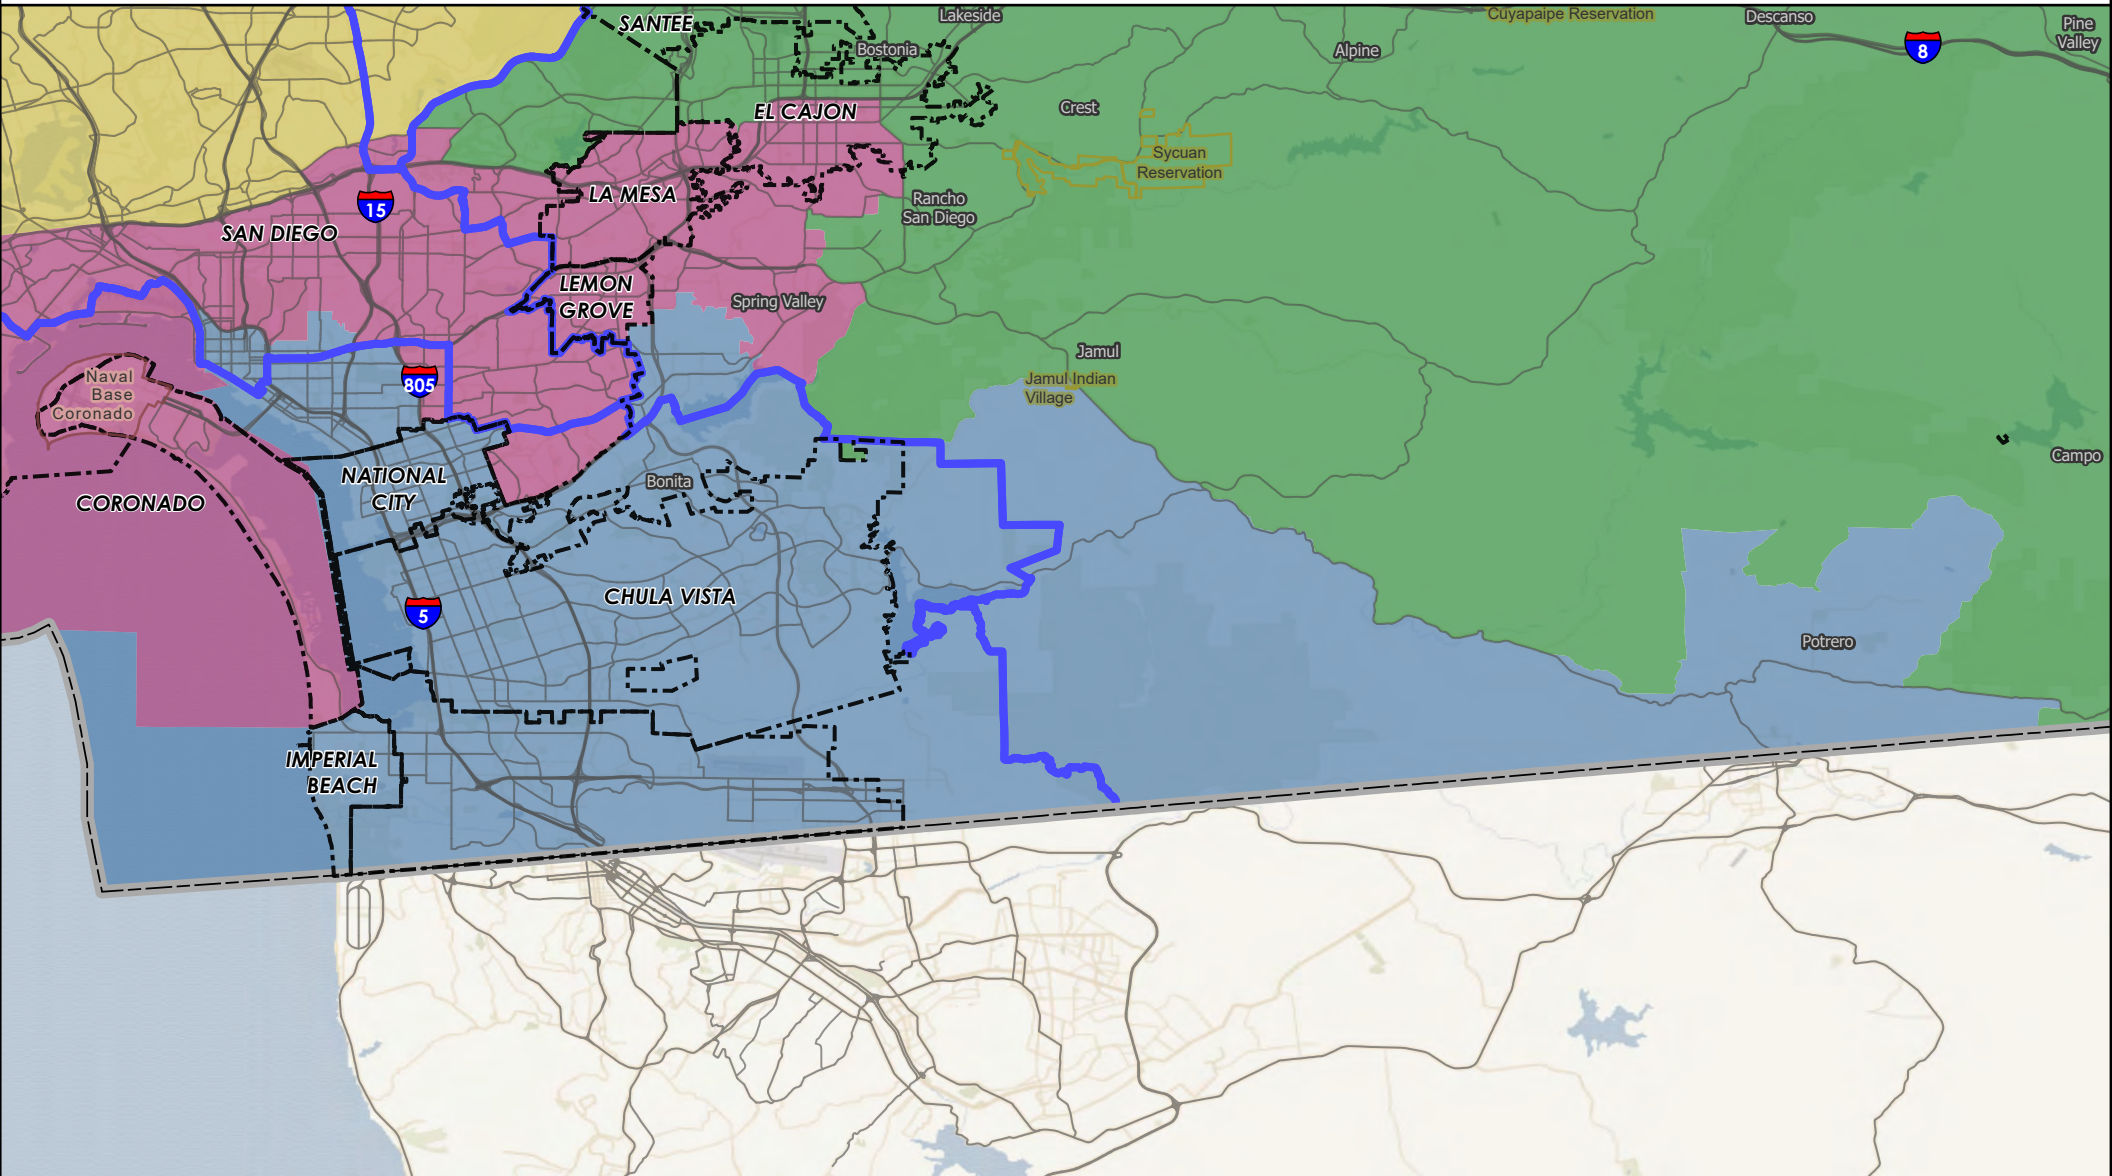 SANTEE
Lakeside
Cuyapaipe Reservation
Descanso
Pine
Valley
Bostonia
Alpine
8
EL CAJON
Crest
Sycuan
Reservation
LA MESA
15
Rancho
San Diego
SAN DIEGO
LEMON
GROVE
Spring Valley
Jamul
Jamul Indian
Village
Naval
Base
Coronado
805
Campo
NATIONAL
CITY
Bonita
CORONADO
CHULA VISTA
5
Potrero
IMPERIAL
BEACH